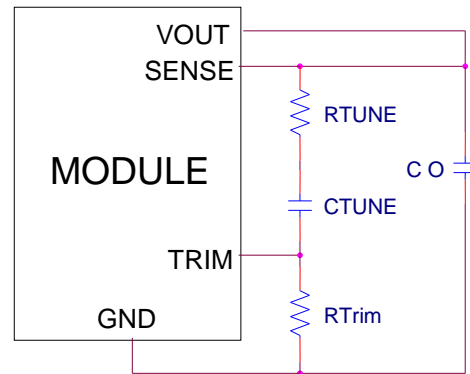 VOUT
SENSE
RTUNE
MODULE
C O
CTUNE
TRIM
RTrim
GND